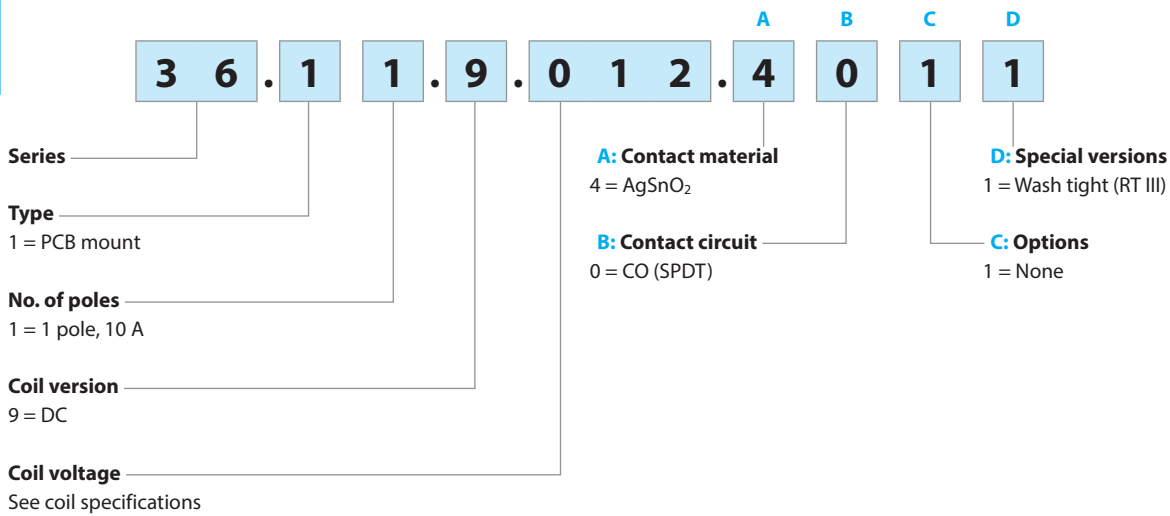 A B C D
3 6 . 1 1 . 9 . 0 1 2 . 4 0 1 1
Series
Type
1 = PCB mount
No. of poles
1 = 1 pole, 10 A
Coil version
9 = DC
Coil voltage
See coil specifications
A: Contact material
4 = AgSnO₂
B: Contact circuit
0 = CO (SPDT)
D: Special versions
1 = Wash tight (RT III)
C: Options
1 = None